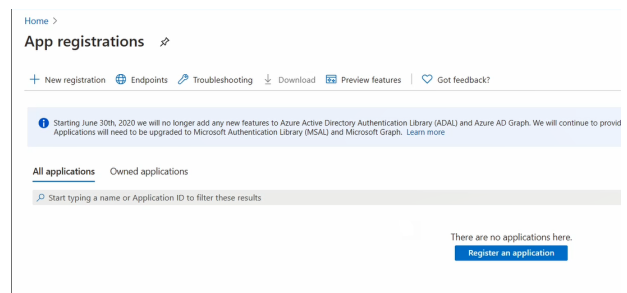 Home >
App registrations
New registration Endpoints Troubleshooting Download Preview features Got feedback?
Starting June 30th, 2020 we will no longer add any new features to Azure Active Directory Authentication Library (ADAL) and Azure AD Graph. We will continue to provid
Applications will need to be upgraded to Microsoft Authentication Library (MSAL) and Microsoft Graph. Learn more
All applications Owned applications
Start typing a name or Application ID to filter these results
There are no applications here.
Register an application